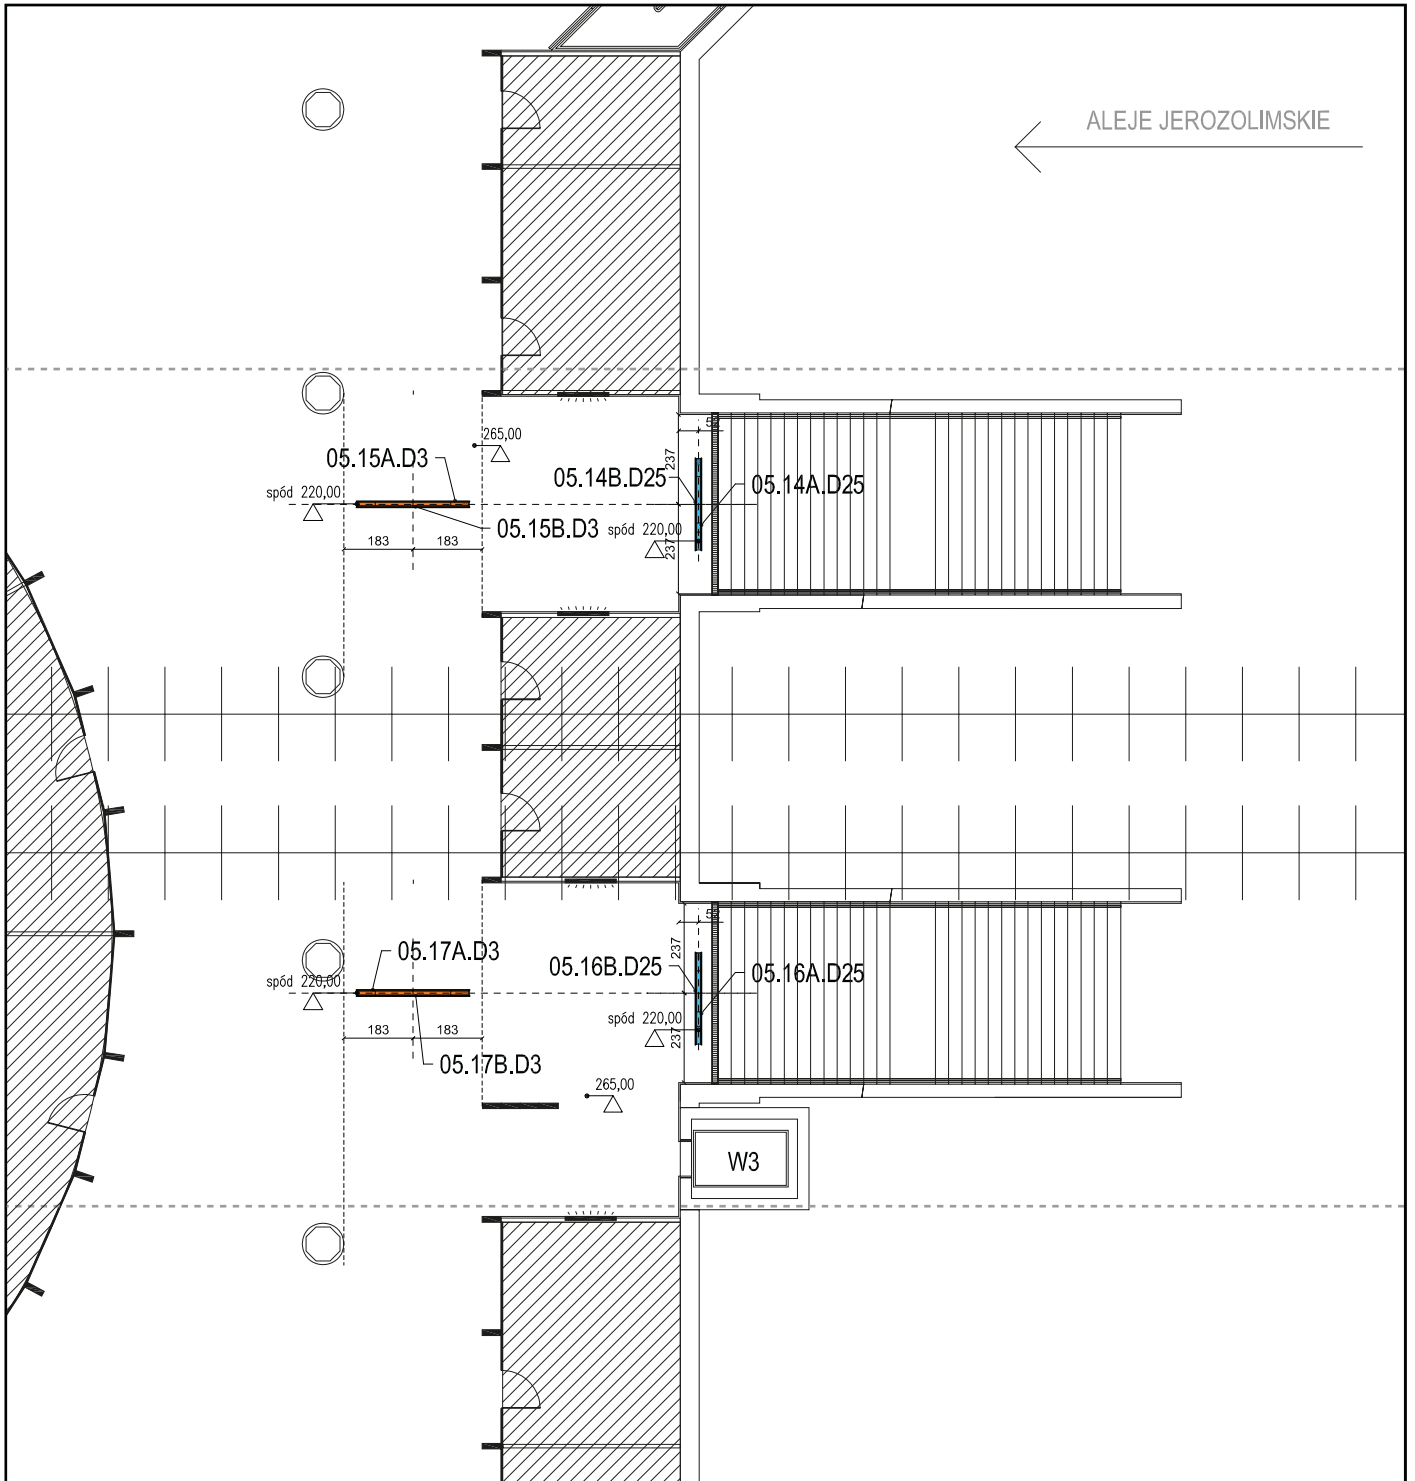 ALEJE JEROZOLIMSKIE
265,00
05.15A.D3
237
05.14B.D25
05.14A.D25
spód 220,00
05.15B.D3
spód 220,00
183
183
237
237
05.17A.D3
05.16B.D25
05.16A.D25
spód 220,00
spód 220,00
183
183
237
05.17B.D3
265,00
W3